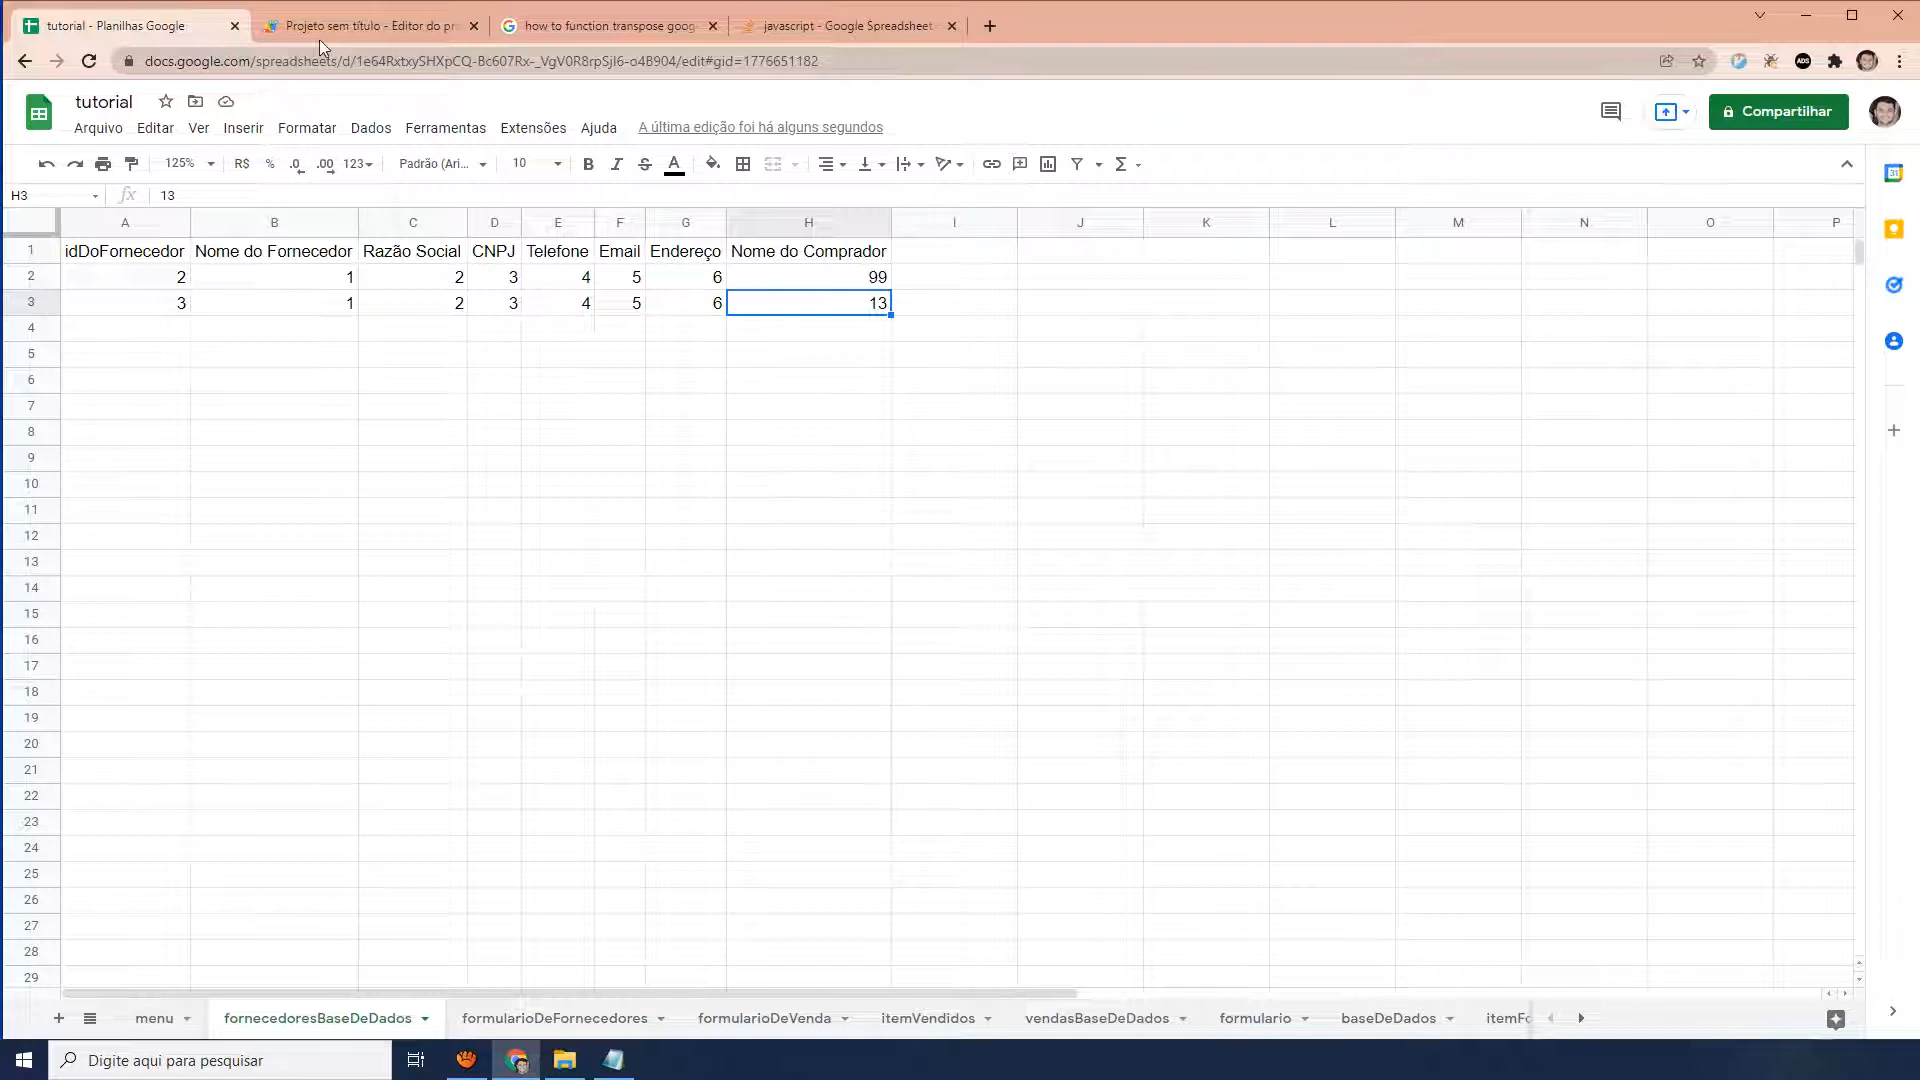 tutorial - Planilhas Google
Projeto sem título - Editor do pr
how to function transpose goog
javascript - Google Spreadsheet
docs.google.com/spreadsheets/d/1e64RxtxySHXpCQ-Bc607Rx-_VgV0R8rpSjI6-o4B904/edit#gid=1776651182
ADS
tutorial
Compartilhar
Arquivo Editar Ver Inserir Formatar Dados Ferramentas Extensões Ajuda A última edição foi há alguns segundos
125% R$ % .0 .00 123 Padrão (Ari... 10 B I S A Σ
31
H3 fx 13
A B C D E F G H I J K L M N O P
1 idDoFornecedor Nome do Fornecedor Razão Social CNPJ Telefone Email Endereço Nome do Comprador
2 2 1 2 3 4 5 6 99
3 3 1 2 3 4 5 6 13
4
5
6
7
8
9
10
11
12
13
14
15
16
17
18
19
20
21
22
23
24
25
26
27
28
29
menu fornecedoresBaseDeDados formularioDeFornecedores formularioDeVenda itemVendidos vendasBaseDeDados formulario baseDeDados itemFo
Digite aqui para pesquisar